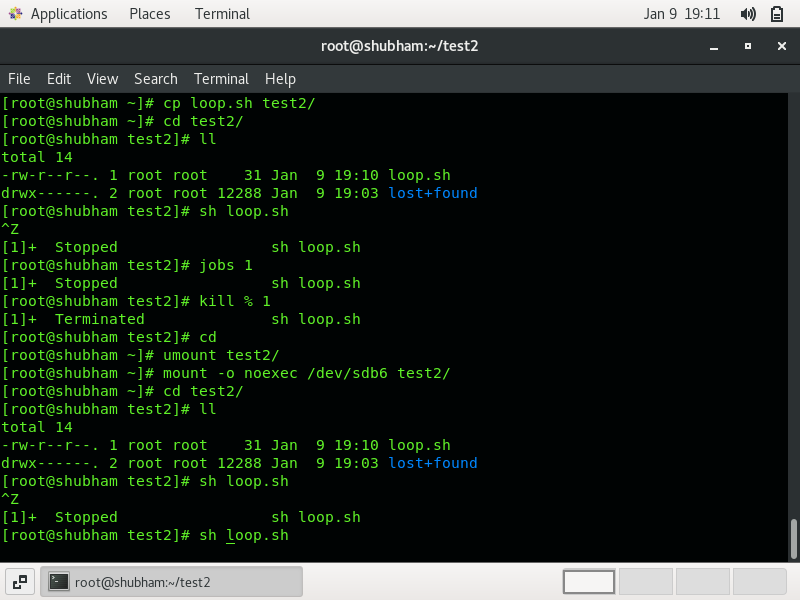 Applications Places Terminal Jan 9 19:11
root@shubham:~/test2
File Edit View Search Terminal Help
[root@shubham ~]# cp loop.sh test2/
[root@shubham ~]# cd test2/
[root@shubham test2]# ll
total 14
-rw-r--r--. 1 root root    31 Jan  9 19:10 loop.sh
drwx------. 2 root root 12288 Jan  9 19:03 lost+found
[root@shubham test2]# sh loop.sh
^Z
[1]+  Stopped                 sh loop.sh
[root@shubham test2]# jobs 1
[1]+  Stopped                 sh loop.sh
[root@shubham test2]# kill % 1
[1]+  Terminated              sh loop.sh
[root@shubham test2]# cd
[root@shubham ~]# umount test2/
[root@shubham ~]# mount -o noexec /dev/sdb6 test2/
[root@shubham ~]# cd test2/
[root@shubham test2]# ll
total 14
-rw-r--r--. 1 root root    31 Jan  9 19:10 loop.sh
drwx------. 2 root root 12288 Jan  9 19:03 lost+found
[root@shubham test2]# sh loop.sh
^Z
[1]+  Stopped                 sh loop.sh
[root@shubham test2]# sh loop.sh
root@shubham:~/test2